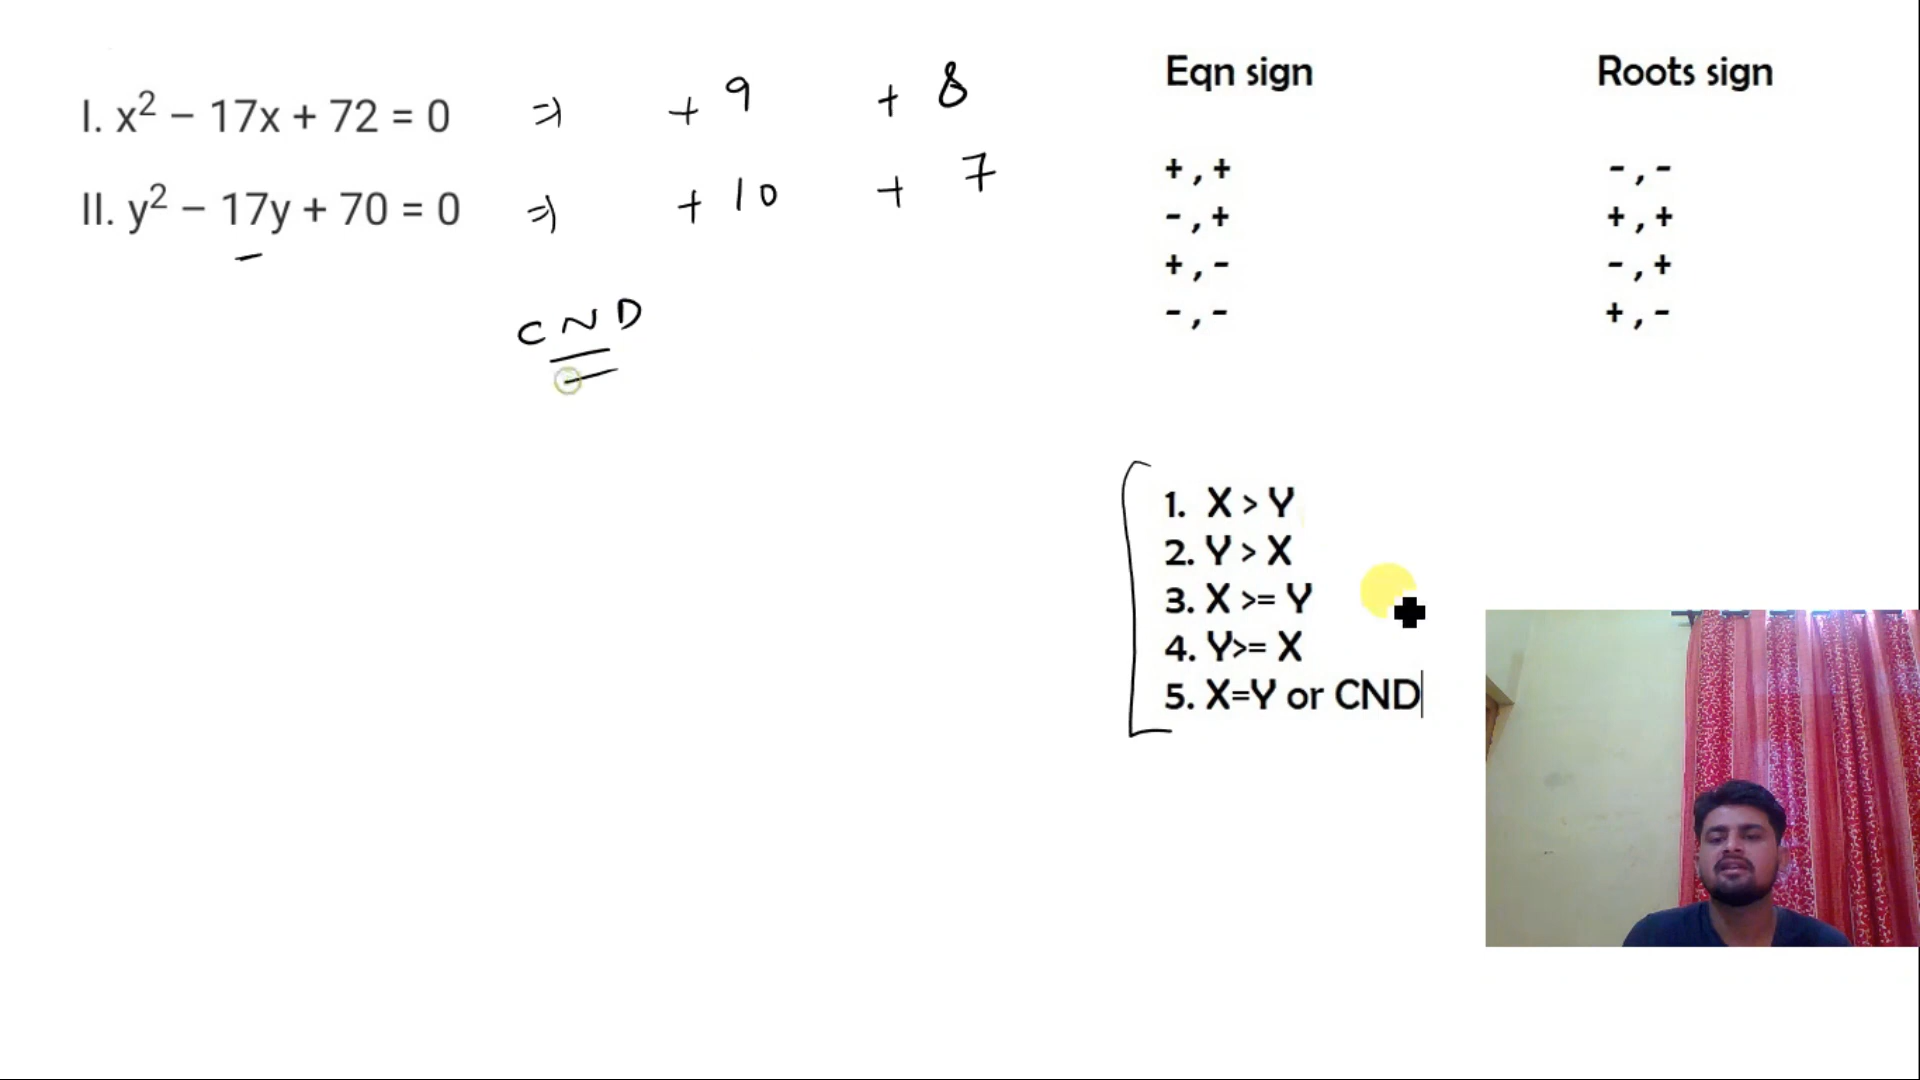 I. x² − 17x + 72 = 0 ⇒ + 9 + 8
II. y² − 17y + 70 = 0 ⇒ + 10 + 7
CND
Eqn sign Roots sign
+ , + - , -
- , + + , +
+ , - - , +
- , - + , -
1. X > Y
2. Y > X
3. X >= Y
4. Y>= X
5. X=Y or CND